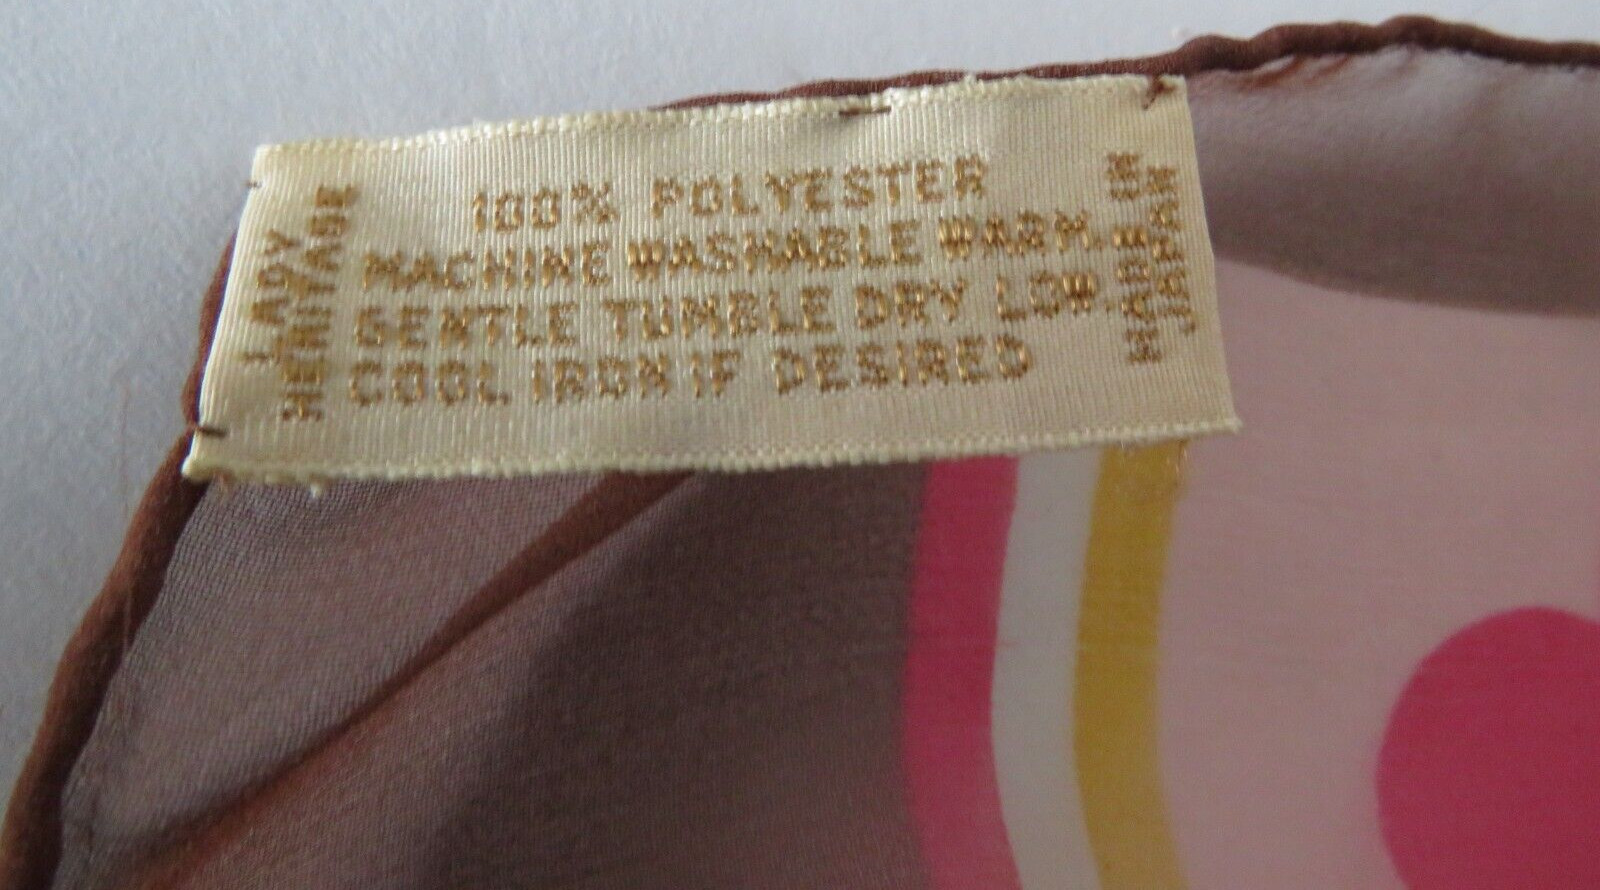 LADY
HERITAGE
100% POLYESTER
MACHINE WASHABLE WARM.
GENTLE TUMBLE DRY LOW.
COOL IRON IF DESIRED
MADE IN
JAPAN